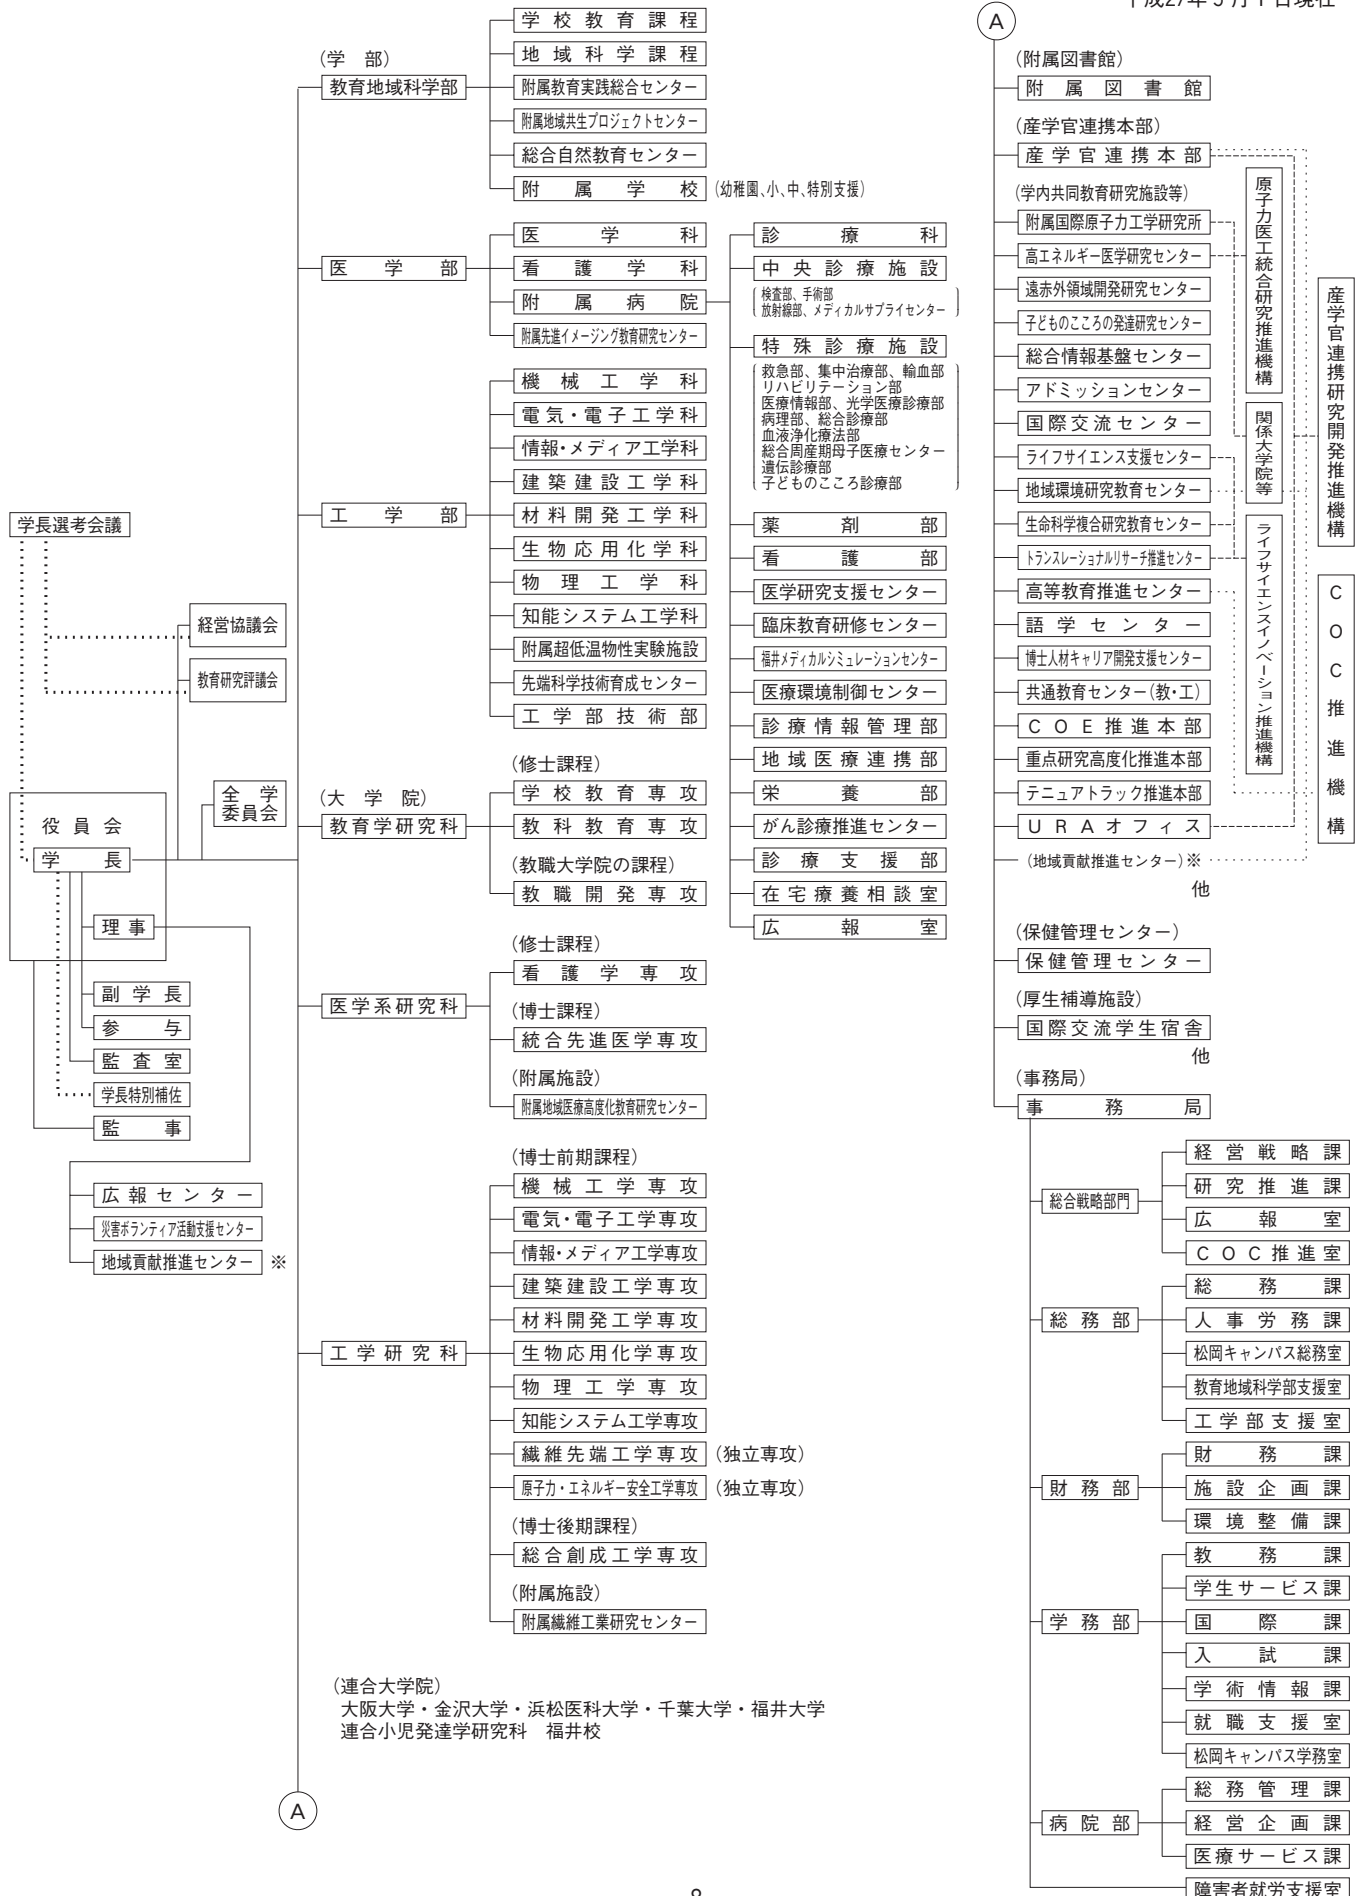 平成27年5月1日現在
学長選考会議
経営協議会
教育研究評議会
全学
委員会
役員会
学長
理事
副学長
参与
監査室
学長特別補佐
監事
広報センター
災害ボランティア活動支援センター
地域貢献推進センター ※
(学部)
教育地域科学部
学校教育課程
地域科学課程
附属教育実践総合センター
附属地域共生プロジェクトセンター
総合自然教育センター
附属学校 (幼稚園、小、中、特別支援)
医学部
医学科
看護学科
附属病院
附属先進イメージング教育研究センター
診療科
中央診療施設
検査部、手術部
放射線部、メディカルサプライセンター
特殊診療施設
救急部、集中治療部、輸血部
リハビリテーション部
医療情報部、光学医療診療部
病理部、総合診療部
血液浄化療法部
総合周産期母子医療センター
遺伝診療部
子どものこころ診療部
薬剤部
看護部
医学研究支援センター
臨床教育研修センター
福井メディカルシミュレーションセンター
医療環境制御センター
診療情報管理部
地域医療連携部
栄養部
がん診療推進センター
診療支援部
在宅療養相談室
広報室
工学部
機械工学科
電気・電子工学科
情報・メディア工学科
建築建設工学科
材料開発工学科
生物応用化学科
物理工学科
知能システム工学科
附属超低温物性実験施設
先端科学技術育成センター
工学部技術部
(大学院)
教育学研究科
(修士課程)
学校教育専攻
教科教育専攻
(教職大学院の課程)
教職開発専攻
医学系研究科
(修士課程)
看護学専攻
(博士課程)
統合先進医学専攻
(附属施設)
附属地域医療高度化教育研究センター
工学研究科
(博士前期課程)
機械工学専攻
電気・電子工学専攻
情報・メディア工学専攻
建築建設工学専攻
材料開発工学専攻
生物応用化学専攻
物理工学専攻
知能システム工学専攻
繊維先端工学専攻 (独立専攻)
原子力・エネルギー安全工学専攻 (独立専攻)
(博士後期課程)
総合創成工学専攻
(附属施設)
附属繊維工業研究センター
(連合大学院)
大阪大学・金沢大学・浜松医科大学・千葉大学・福井大学
連合小児発達学研究科 福井校
A
A
(附属図書館)
附属図書館
(産学官連携本部)
産学官連携本部
(学内共同教育研究施設等)
附属国際原子力工学研究所
高エネルギー医学研究センター
遠赤外領域開発研究センター
子どものこころの発達研究センター
総合情報基盤センター
アドミッションセンター
国際交流センター
ライフサイエンス支援センター
地域環境研究教育センター
生命科学複合研究教育センター
トランスレーショナルリサーチ推進センター
高等教育推進センター
語学センター
博士人材キャリア開発支援センター
共通教育センター(教・工)
COE推進本部
重点研究高度化推進本部
テニュアトラック推進本部
URAオフィス
(地域貢献推進センター)※
他
原子力医工統合研究推進機構
関係大学院等
ライフサイエンスイノベーション推進機構
産学官連携研究開発推進機構
COC推進機構
(保健管理センター)
保健管理センター
(厚生補導施設)
国際交流学生宿舎
他
(事務局)
事務局
総合戦略部門
経営戦略課
研究推進課
広報室
COC推進室
総務部
総務課
人事労務課
松岡キャンパス総務室
教育地域科学部支援室
工学部支援室
財務部
財務課
施設企画課
環境整備課
学務部
教務課
学生サービス課
国際課
入試課
学術情報課
就職支援室
松岡キャンパス学務室
病院部
総務管理課
経営企画課
医療サービス課
障害者就労支援室